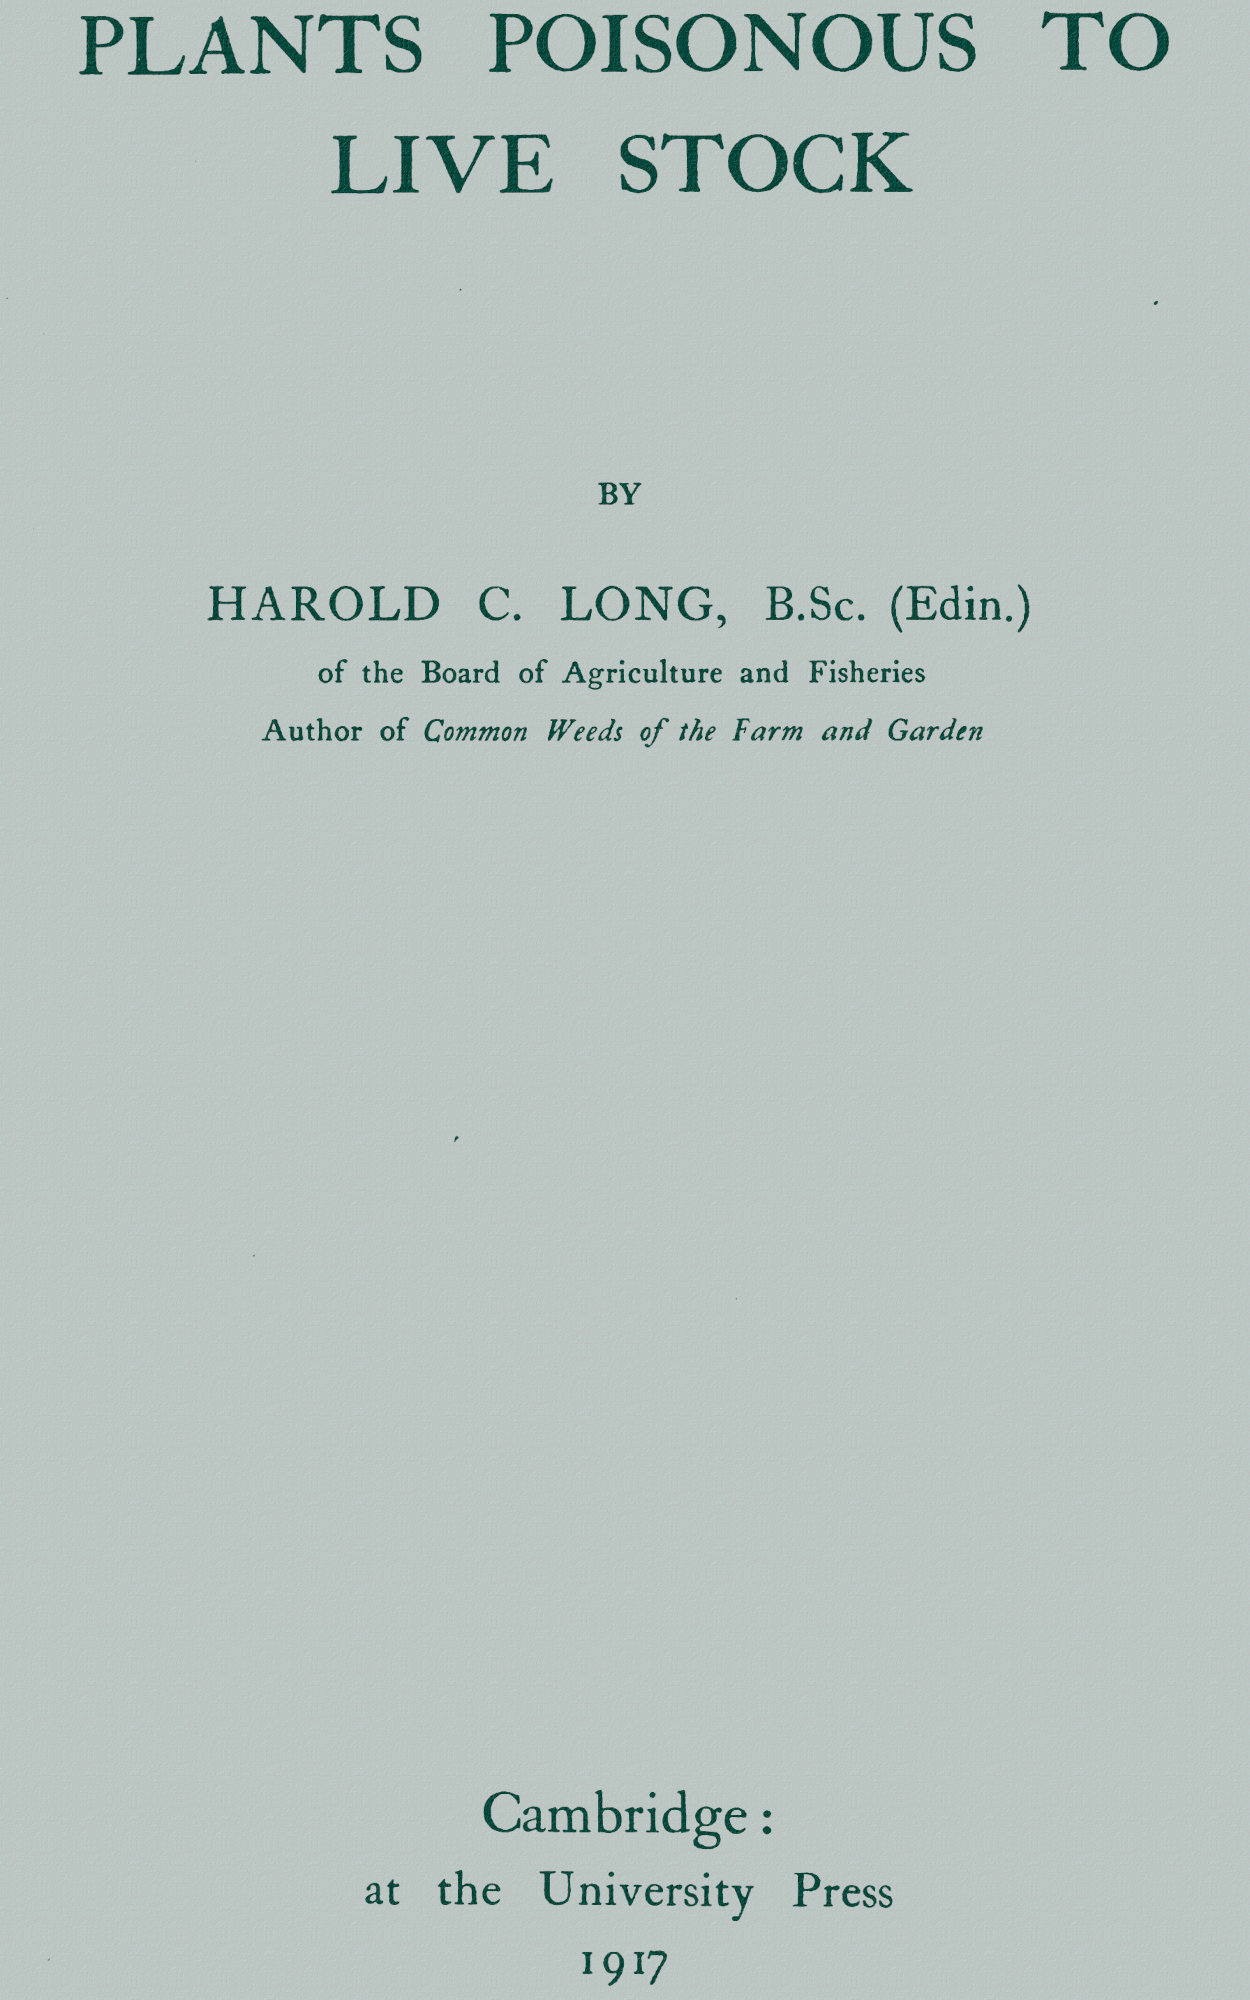 PLANTS POISONOUS TO
LIVE STOCK
BY
HAROLD C. LONG, B.Sc. (Edin.)
of the Board of Agriculture and Fisheries
Author of Common Weeds of the Farm and Garden
Cambridge:
at the University Press
1917